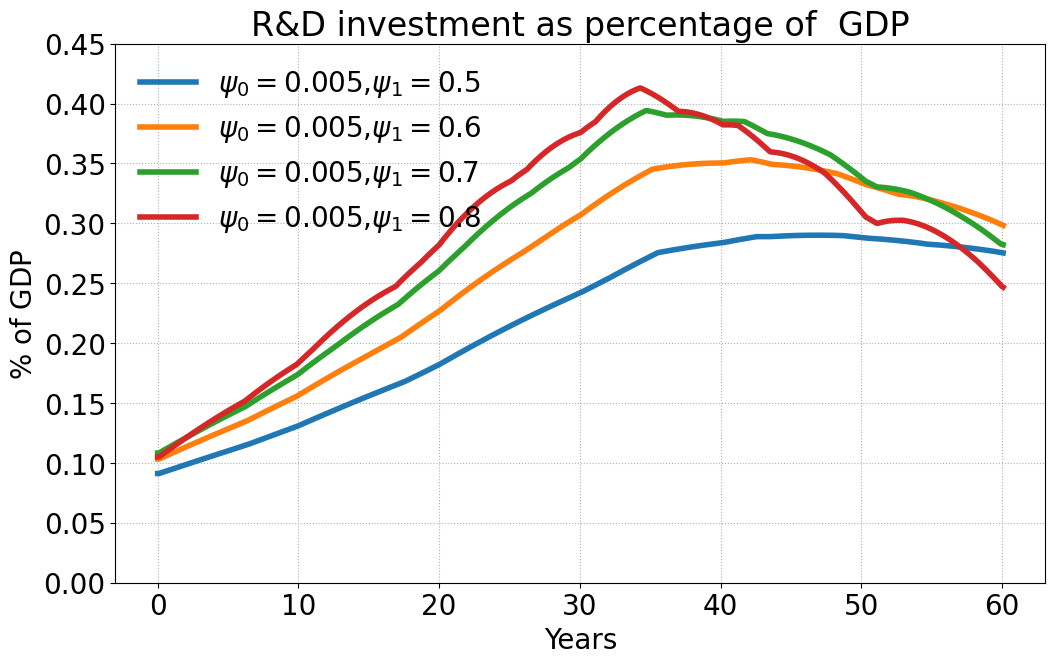 R&D investment as percentage of  GDP
0.45
0.40
0.35
0.30
0.25
0.20
0.15
0.10
0.05
0.00
% of GDP
ψ₀ = 0.005,ψ₁ = 0.5
ψ₀ = 0.005,ψ₁ = 0.6
ψ₀ = 0.005,ψ₁ = 0.7
ψ₀ = 0.005,ψ₁ = 0.8
0 10 20 30 40 50 60
Years